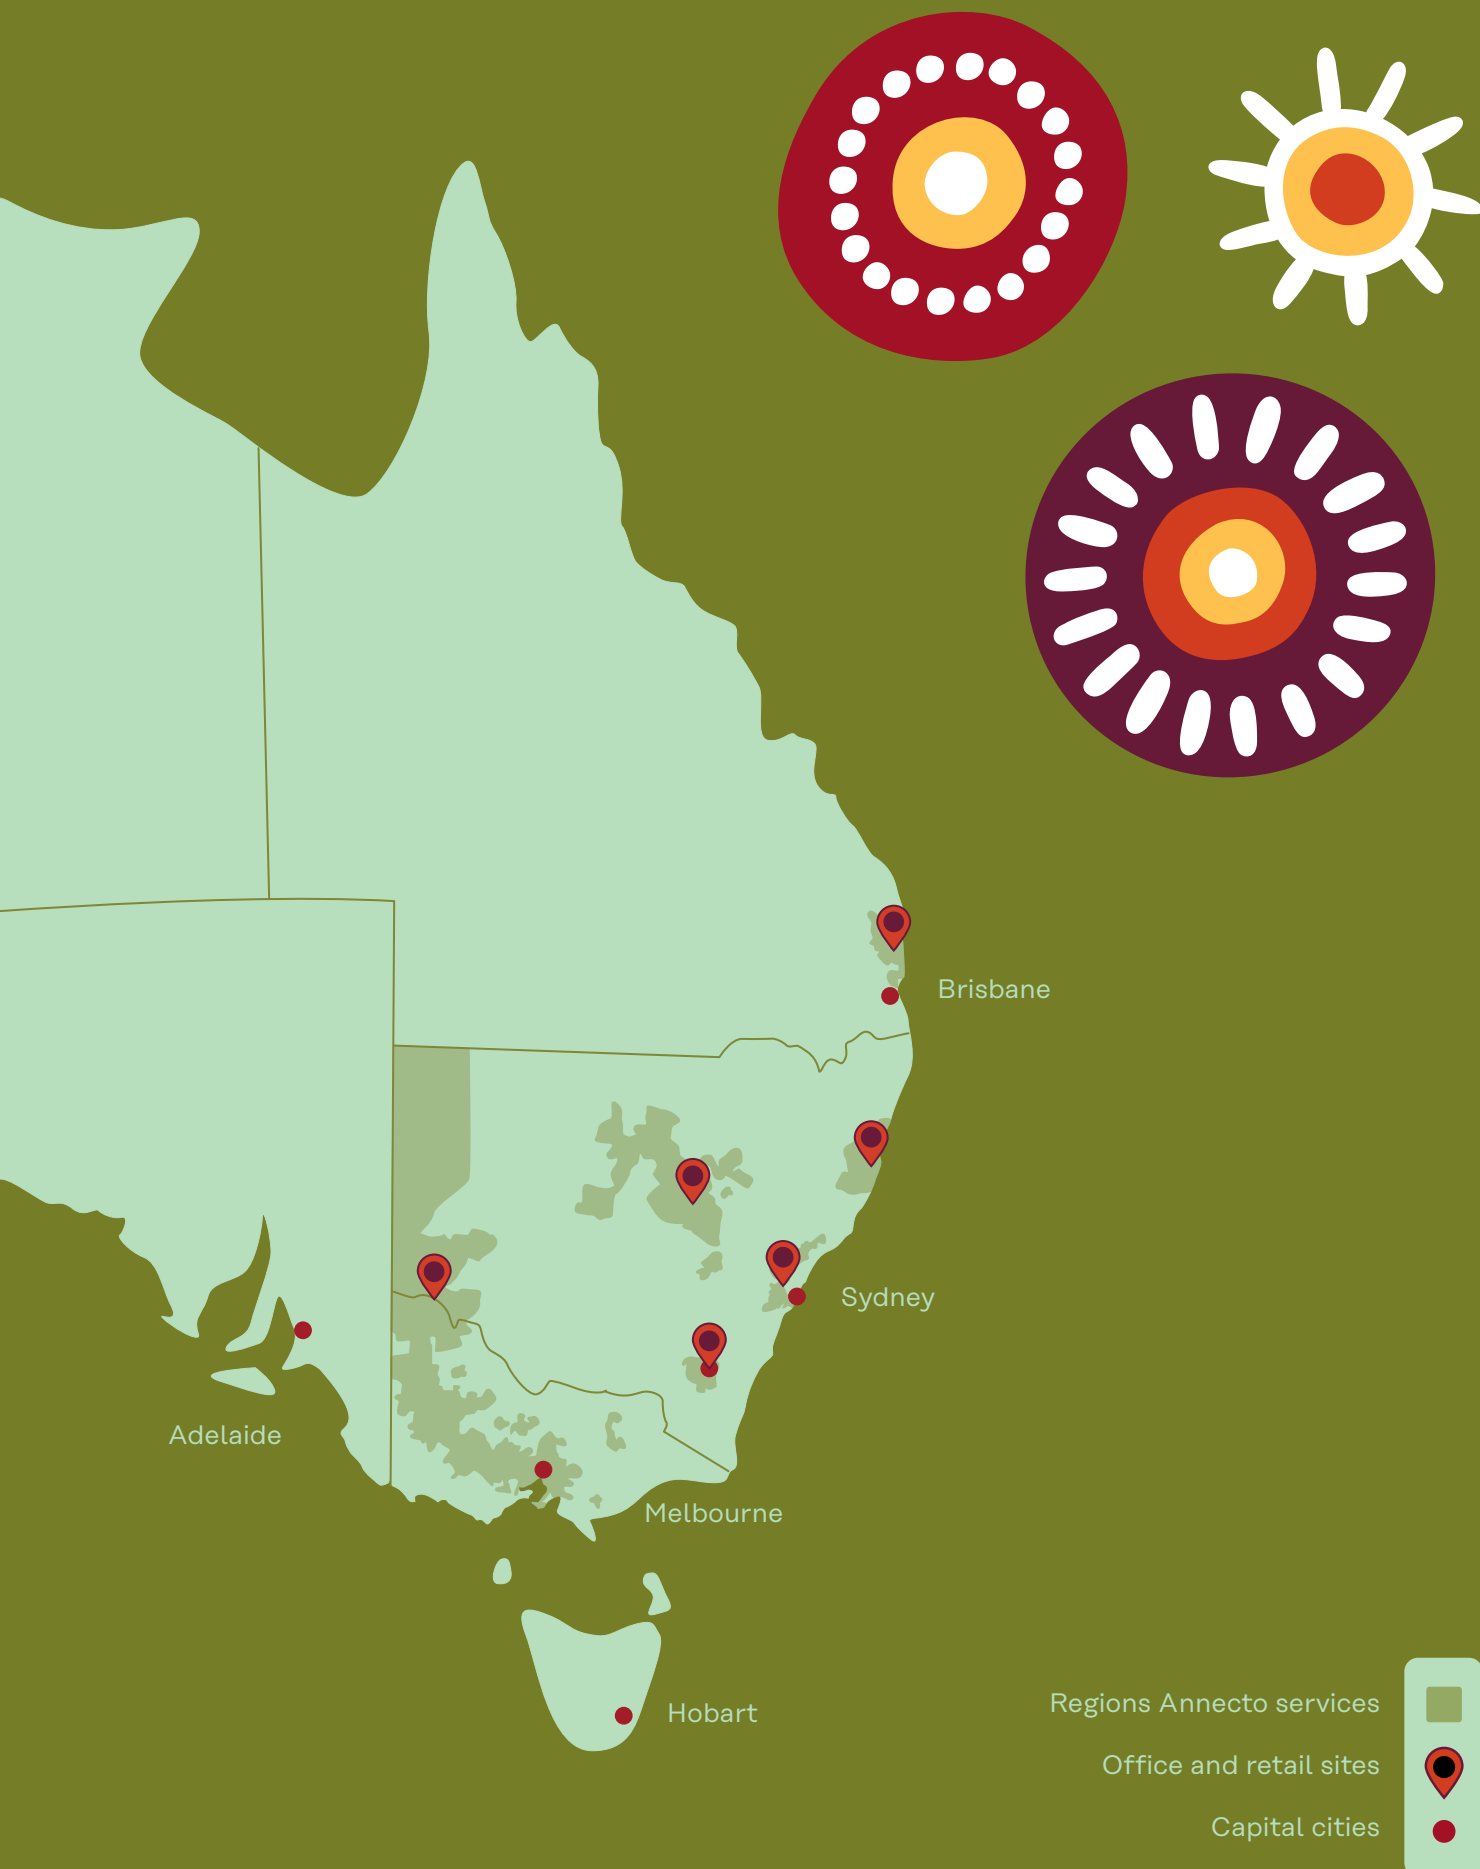 Brisbane
Sydney
Adelaide
Melbourne
Hobart
Regions Annecto services
Office and retail sites
Capital cities